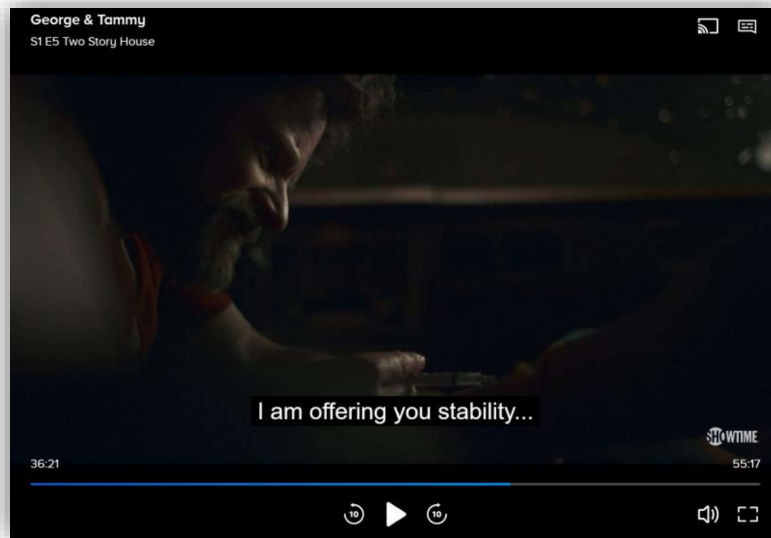 George & Tammy
S1 E5 Two Story House
I am offering you stability...
SHOWTIME
36:21
55:17
10
10